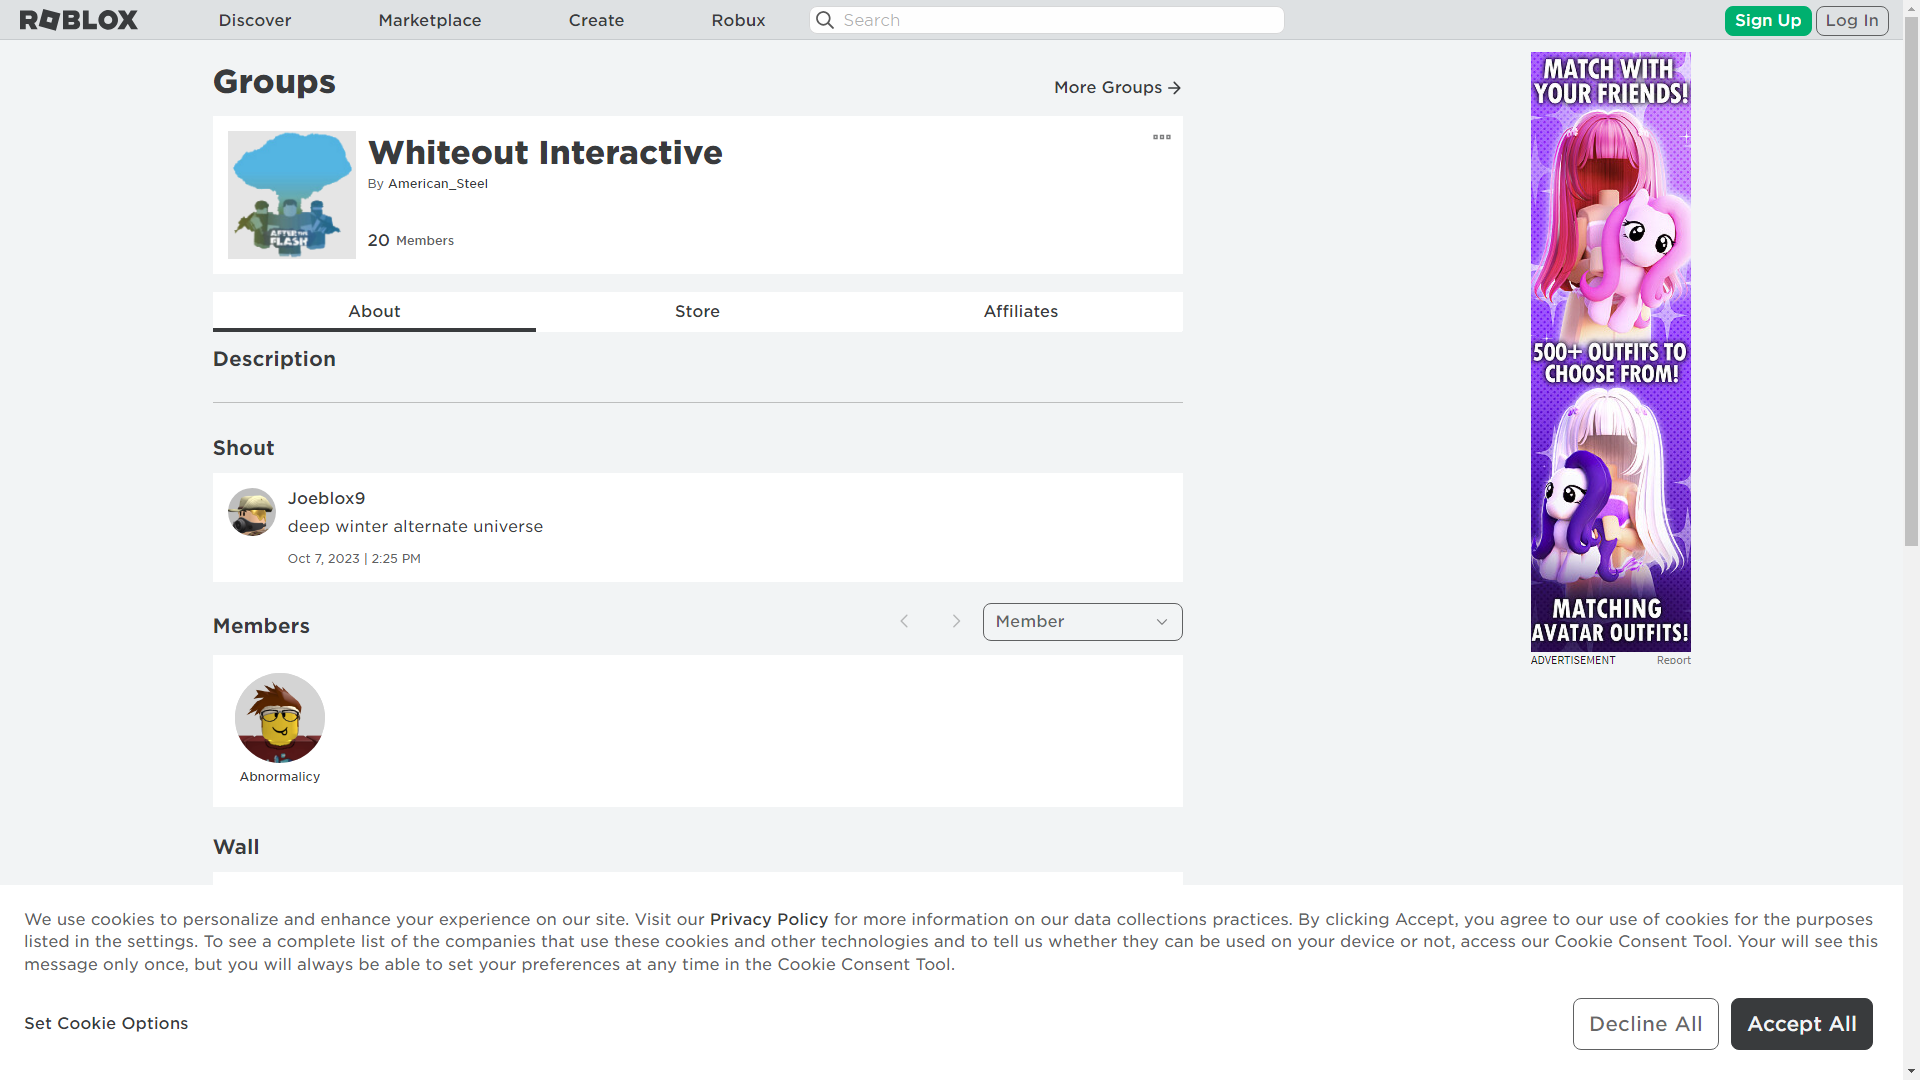 ROBLOX
Discover
Marketplace
Create
Robux
Search
Sign Up
Log In
Groups
More Groups
Whiteout Interactive
By American_Steel
20 Members
AFTER THE
FLASH
About
Store
Affiliates
Description
Shout
Joeblox9
deep winter alternate universe
Oct 7, 2023 | 2:25 PM
Members
Member
Abnormalicy
Wall
MATCH WITH
YOUR FRIENDS!
500+ OUTFITS TO
CHOOSE FROM!
MATCHING
AVATAR OUTFITS!
ADVERTISEMENT
Report
We use cookies to personalize and enhance your experience on our site. Visit our Privacy Policy for more information on our data collections practices. By clicking Accept, you agree to our use of cookies for the purposes
listed in the settings. To see a complete list of the companies that use these cookies and other technologies and to tell us whether they can be used on your device or not, access our Cookie Consent Tool. Your will see this
message only once, but you will always be able to set your preferences at any time in the Cookie Consent Tool.
Set Cookie Options
Decline All
Accept All